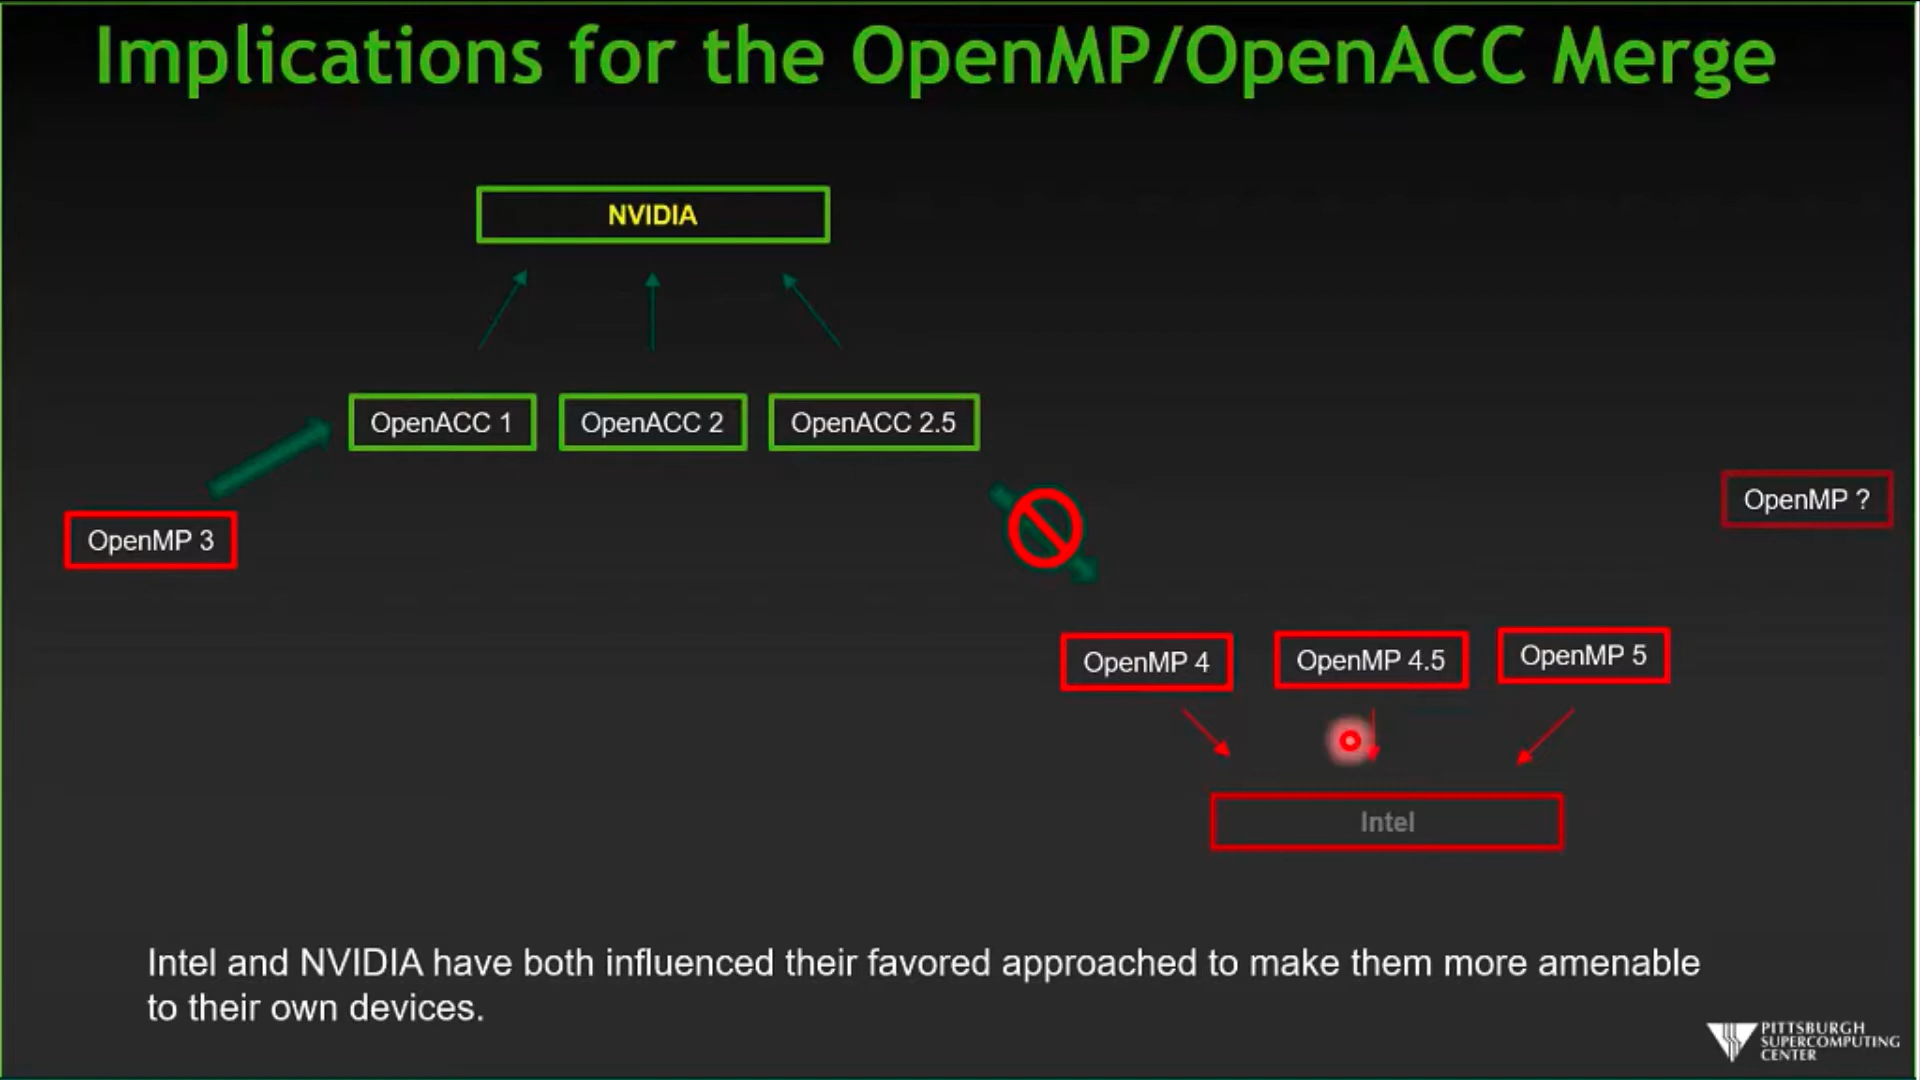 Implications for the OpenMP/OpenACC Merge
NVIDIA
OpenACC 1
OpenACC 2
OpenACC 2.5
OpenMP ?
OpenMP 3
OpenMP 4
OpenMP 4.5
OpenMP 5
Intel
Intel and NVIDIA have both influenced their favored approached to make them more amenable
to their own devices.
PITTSBURGH
SUPERCOMPUTING
CENTER